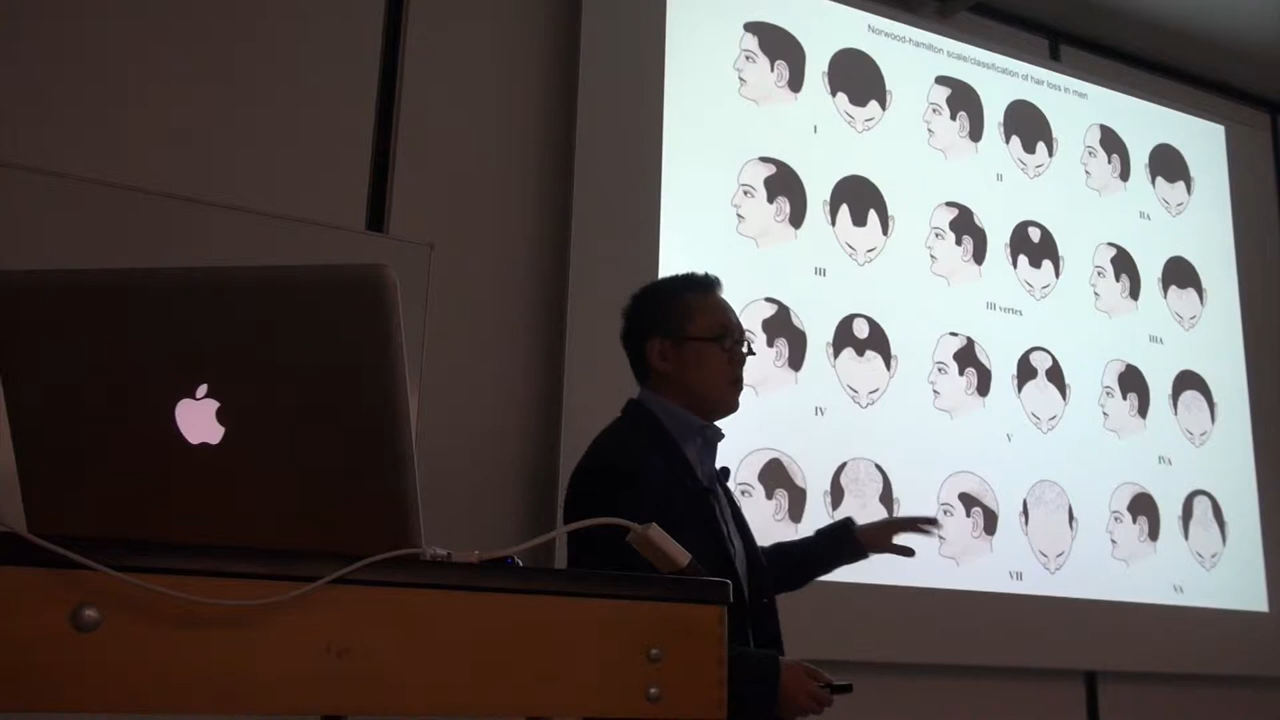 Norwood-hamilton scale/classification of hair loss in men
I
II
IIA
III
III vertex
IIIA
IV
V
IVA
VII
VA